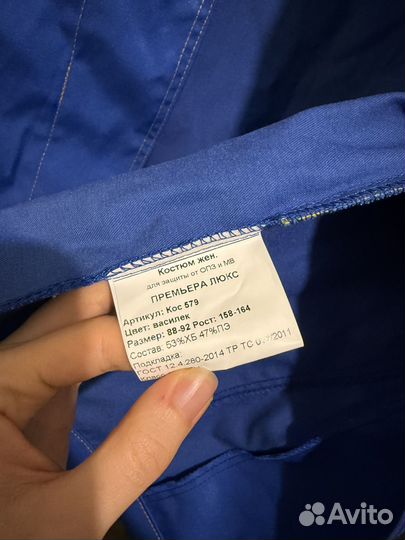 Костюм жен.
для защиты от ОПЗ и МВ
ПРЕМЬЕРА ЛЮКС
Артикул: Кос 579
Цвет: василек
Размер: 88-92 Рост: 158-164
Состав: 53%ХБ 47%ПЭ
Подкладка
ГОСТ 12.4.280-2014 ТР ТС /2011
Avito